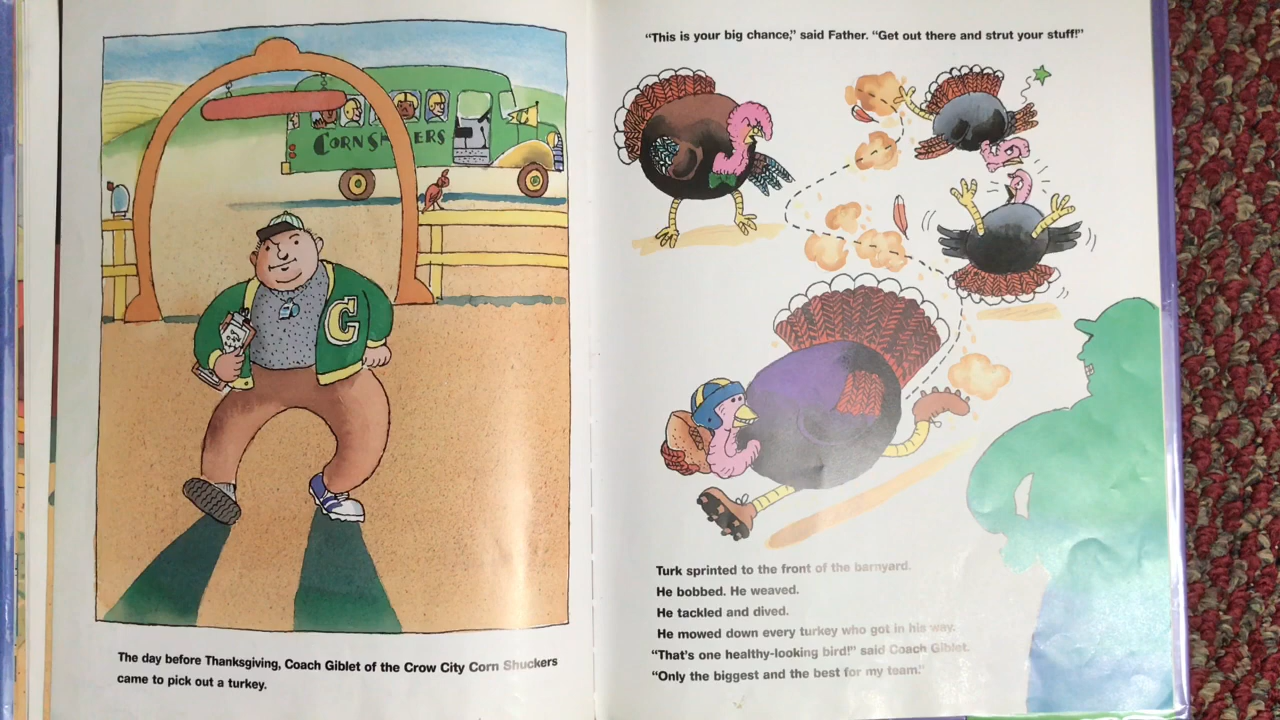 CORN SH ERS
C
The day before Thanksgiving, Coach Giblet of the Crow City Corn Shuckers
came to pick out a turkey.
“This is your big chance,” said Father. “Get out there and strut your stuff!”
Turk sprinted to the front of the barnyard.
He bobbed. He weaved.
He tackled and dived.
He mowed down every turkey who got in his way.
“That’s one healthy-looking bird!” said Coach Giblet.
“Only the biggest and the best for my team.”